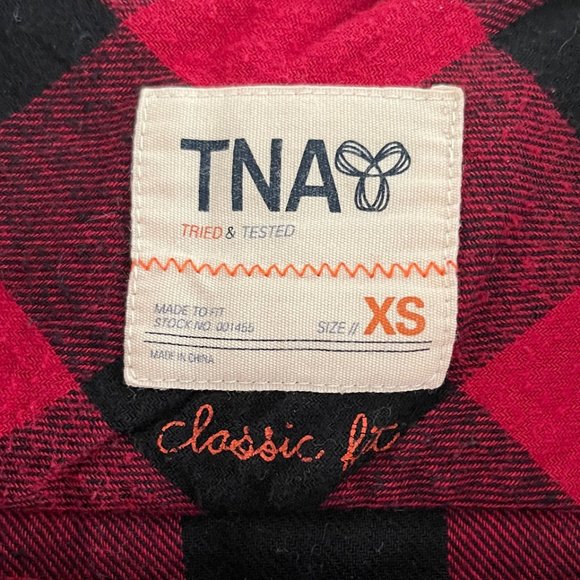 TNA
TRIED & TESTED
MADE TO FIT
STOCK NO. 001455
SIZE // XS
MADE IN CHINA
classic fit